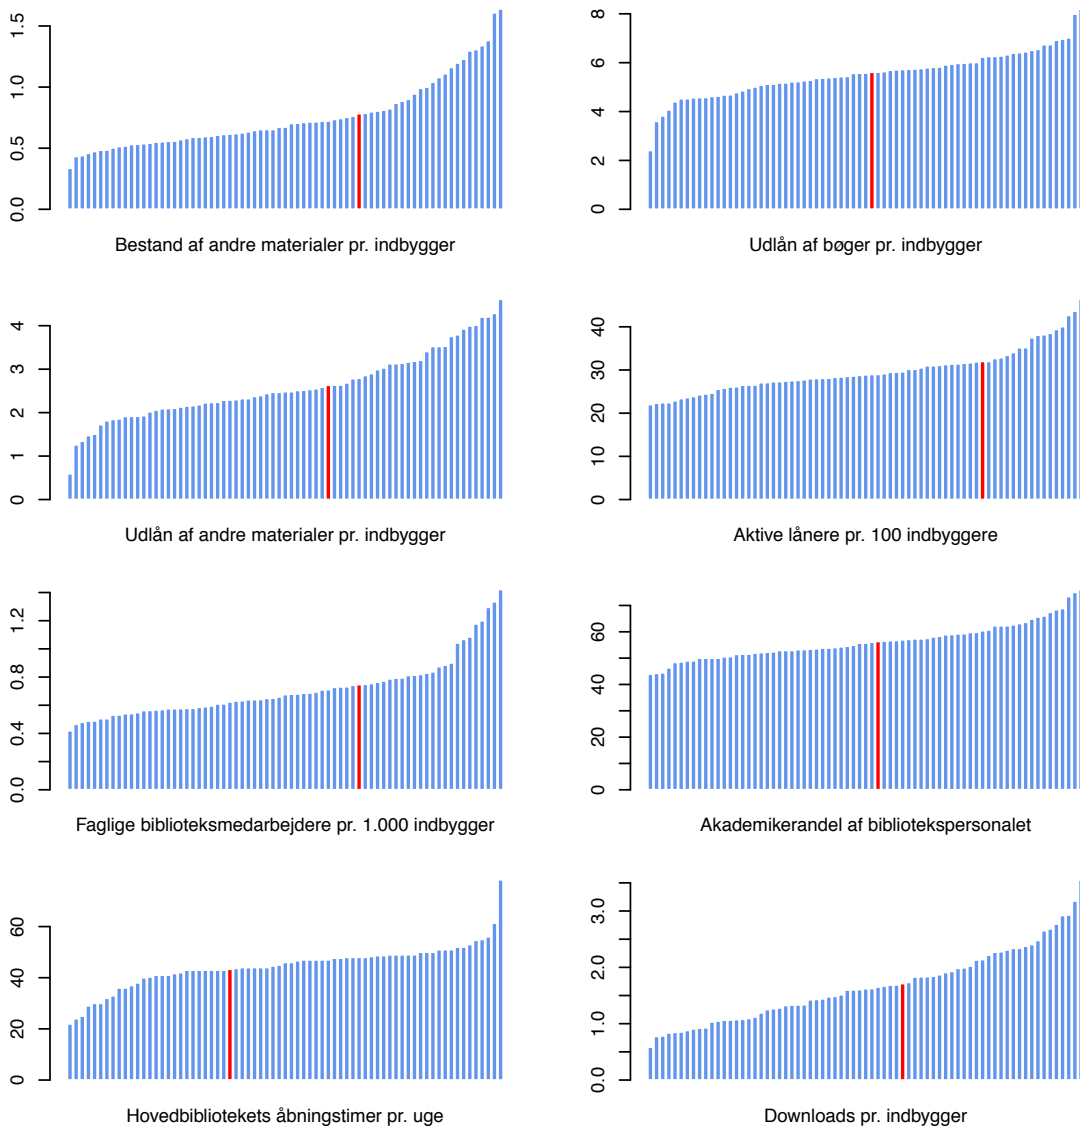 0.0 0.5 1.0 1.5
Bestand af andre materialer pr. indbygger
0 2 4 6 8
Udlån af bøger pr. indbygger
0 1 2 3 4
Udlån af andre materialer pr. indbygger
0 10 20 30 40
Aktive lånere pr. 100 indbyggere
0.0 0.4 0.8 1.2
Faglige biblioteksmedarbejdere pr. 1.000 indbygger
0 20 40 60
Akademikerandel af bibliotekspersonalet
0 20 40 60
Hovedbibliotekets åbningstimer pr. uge
0.0 1.0 2.0 3.0
Downloads pr. indbygger